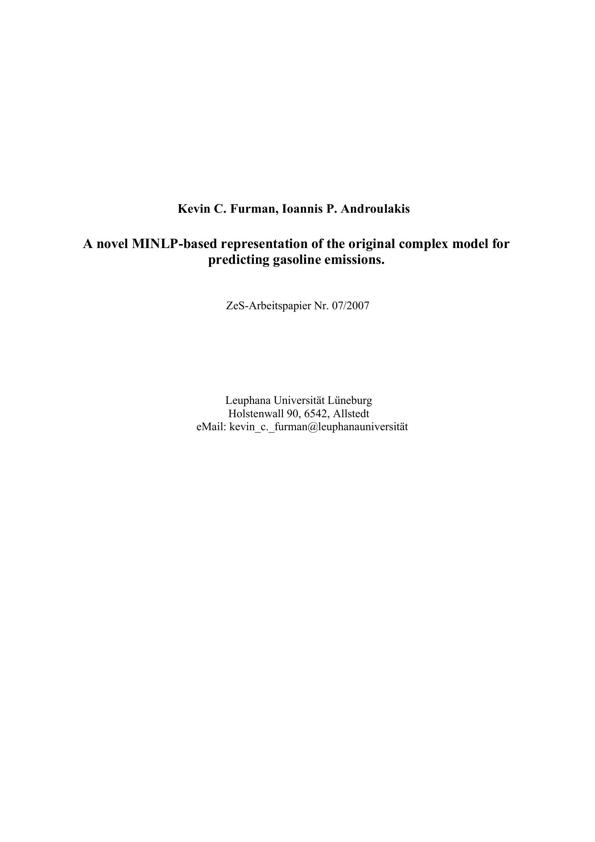 Kevin C. Furman, Ioannis P. Androulakis
A novel MINLP-based representation of the original complex model for
predicting gasoline emissions.
ZeS-Arbeitspapier Nr. 07/2007
Leuphana Universität Lüneburg
Holstenwall 90, 6542, Allstedt
eMail: kevin_c._furman@leuphanauniversität